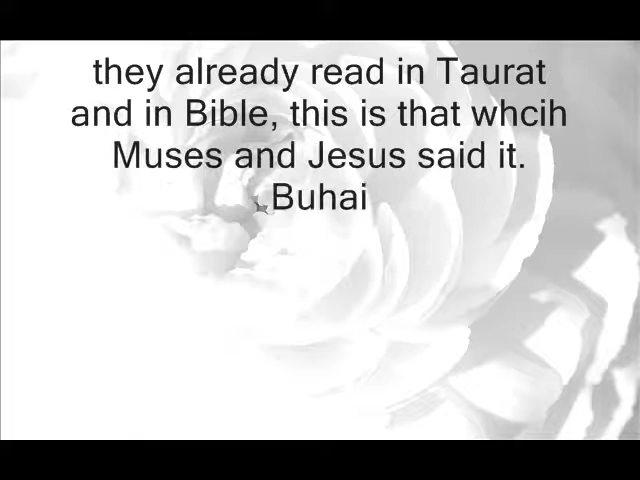 they already read in Taurat
and in Bible, this is that whcih
Muses and Jesus said it.
Buhai